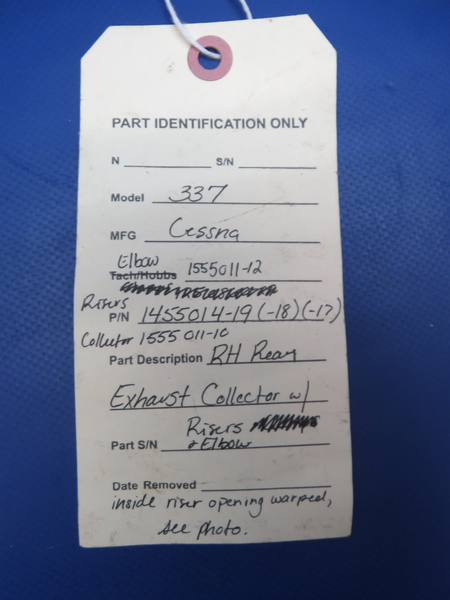 PART IDENTIFICATION ONLY
N S/N
Model 337
MFG Cessna
Elbow
Tach/Hobbs 1555011-12
Risers
P/N 1455014-19 (-18) (-17)
Collector 1555011-10
Part Description RH Rear
Exhaust Collector w/
Risers
Part S/N & Elbow
Date Removed
inside riser opening warped,
see photo.